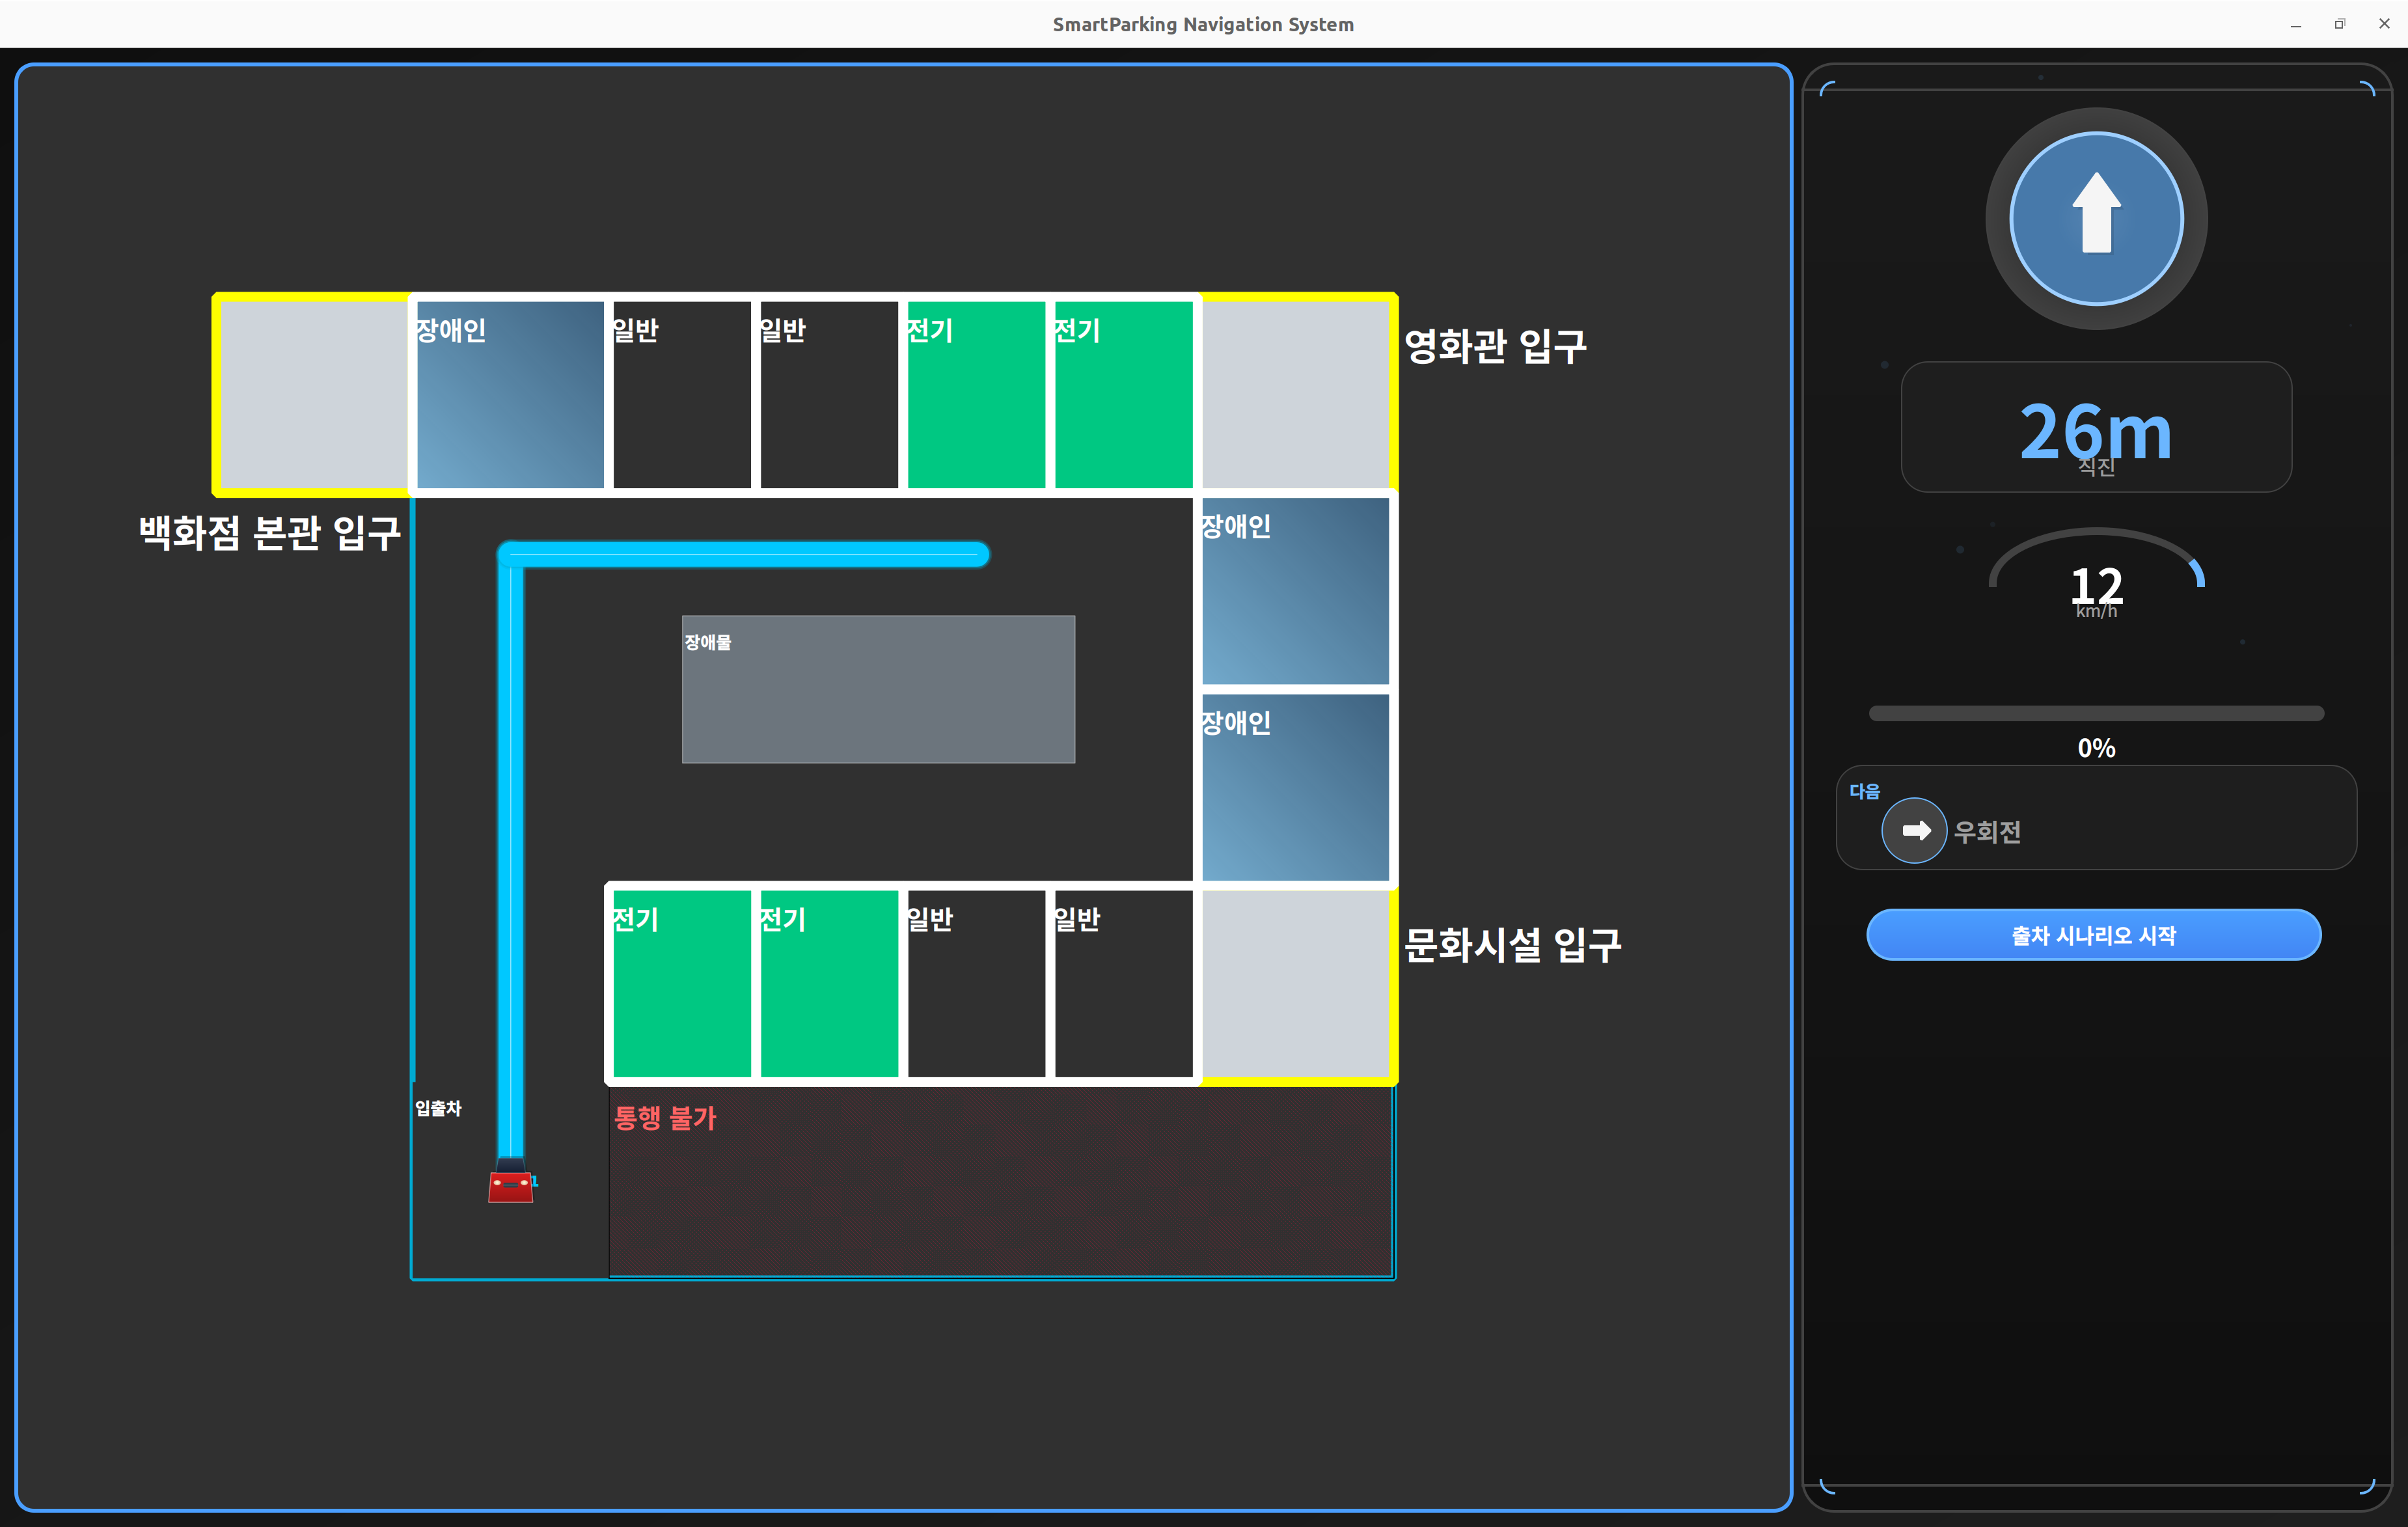 SmartParking Navigation System
장애인
일반
일반
전기
전기
영화관 입구
백화점 본관 입구
장애인
장애물
장애인
전기
전기
일반
일반
문화시설 입구
입출차
통행 불가
1
26m
직진
12
km/h
0%
다음
우회전
출차 시나리오 시작